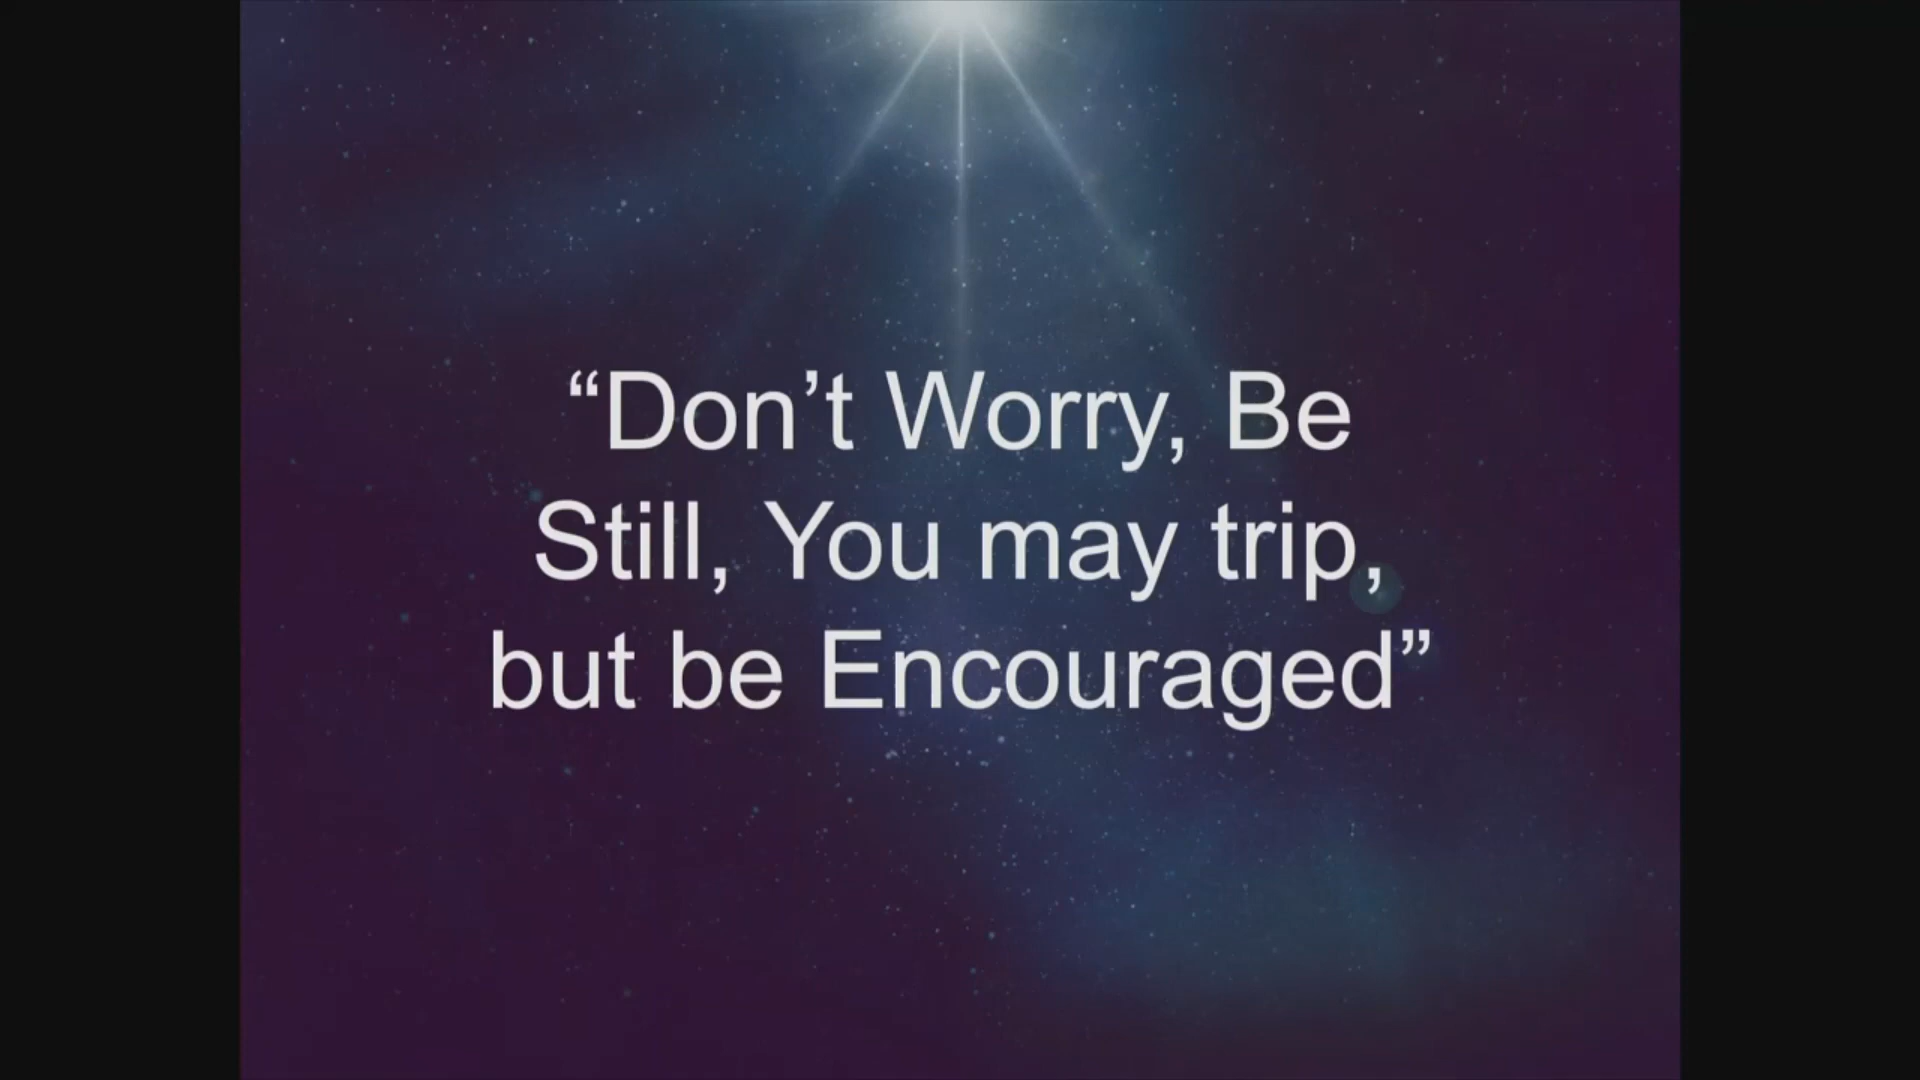 “Don’t Worry, Be
Still, You may trip,
but be Encouraged”